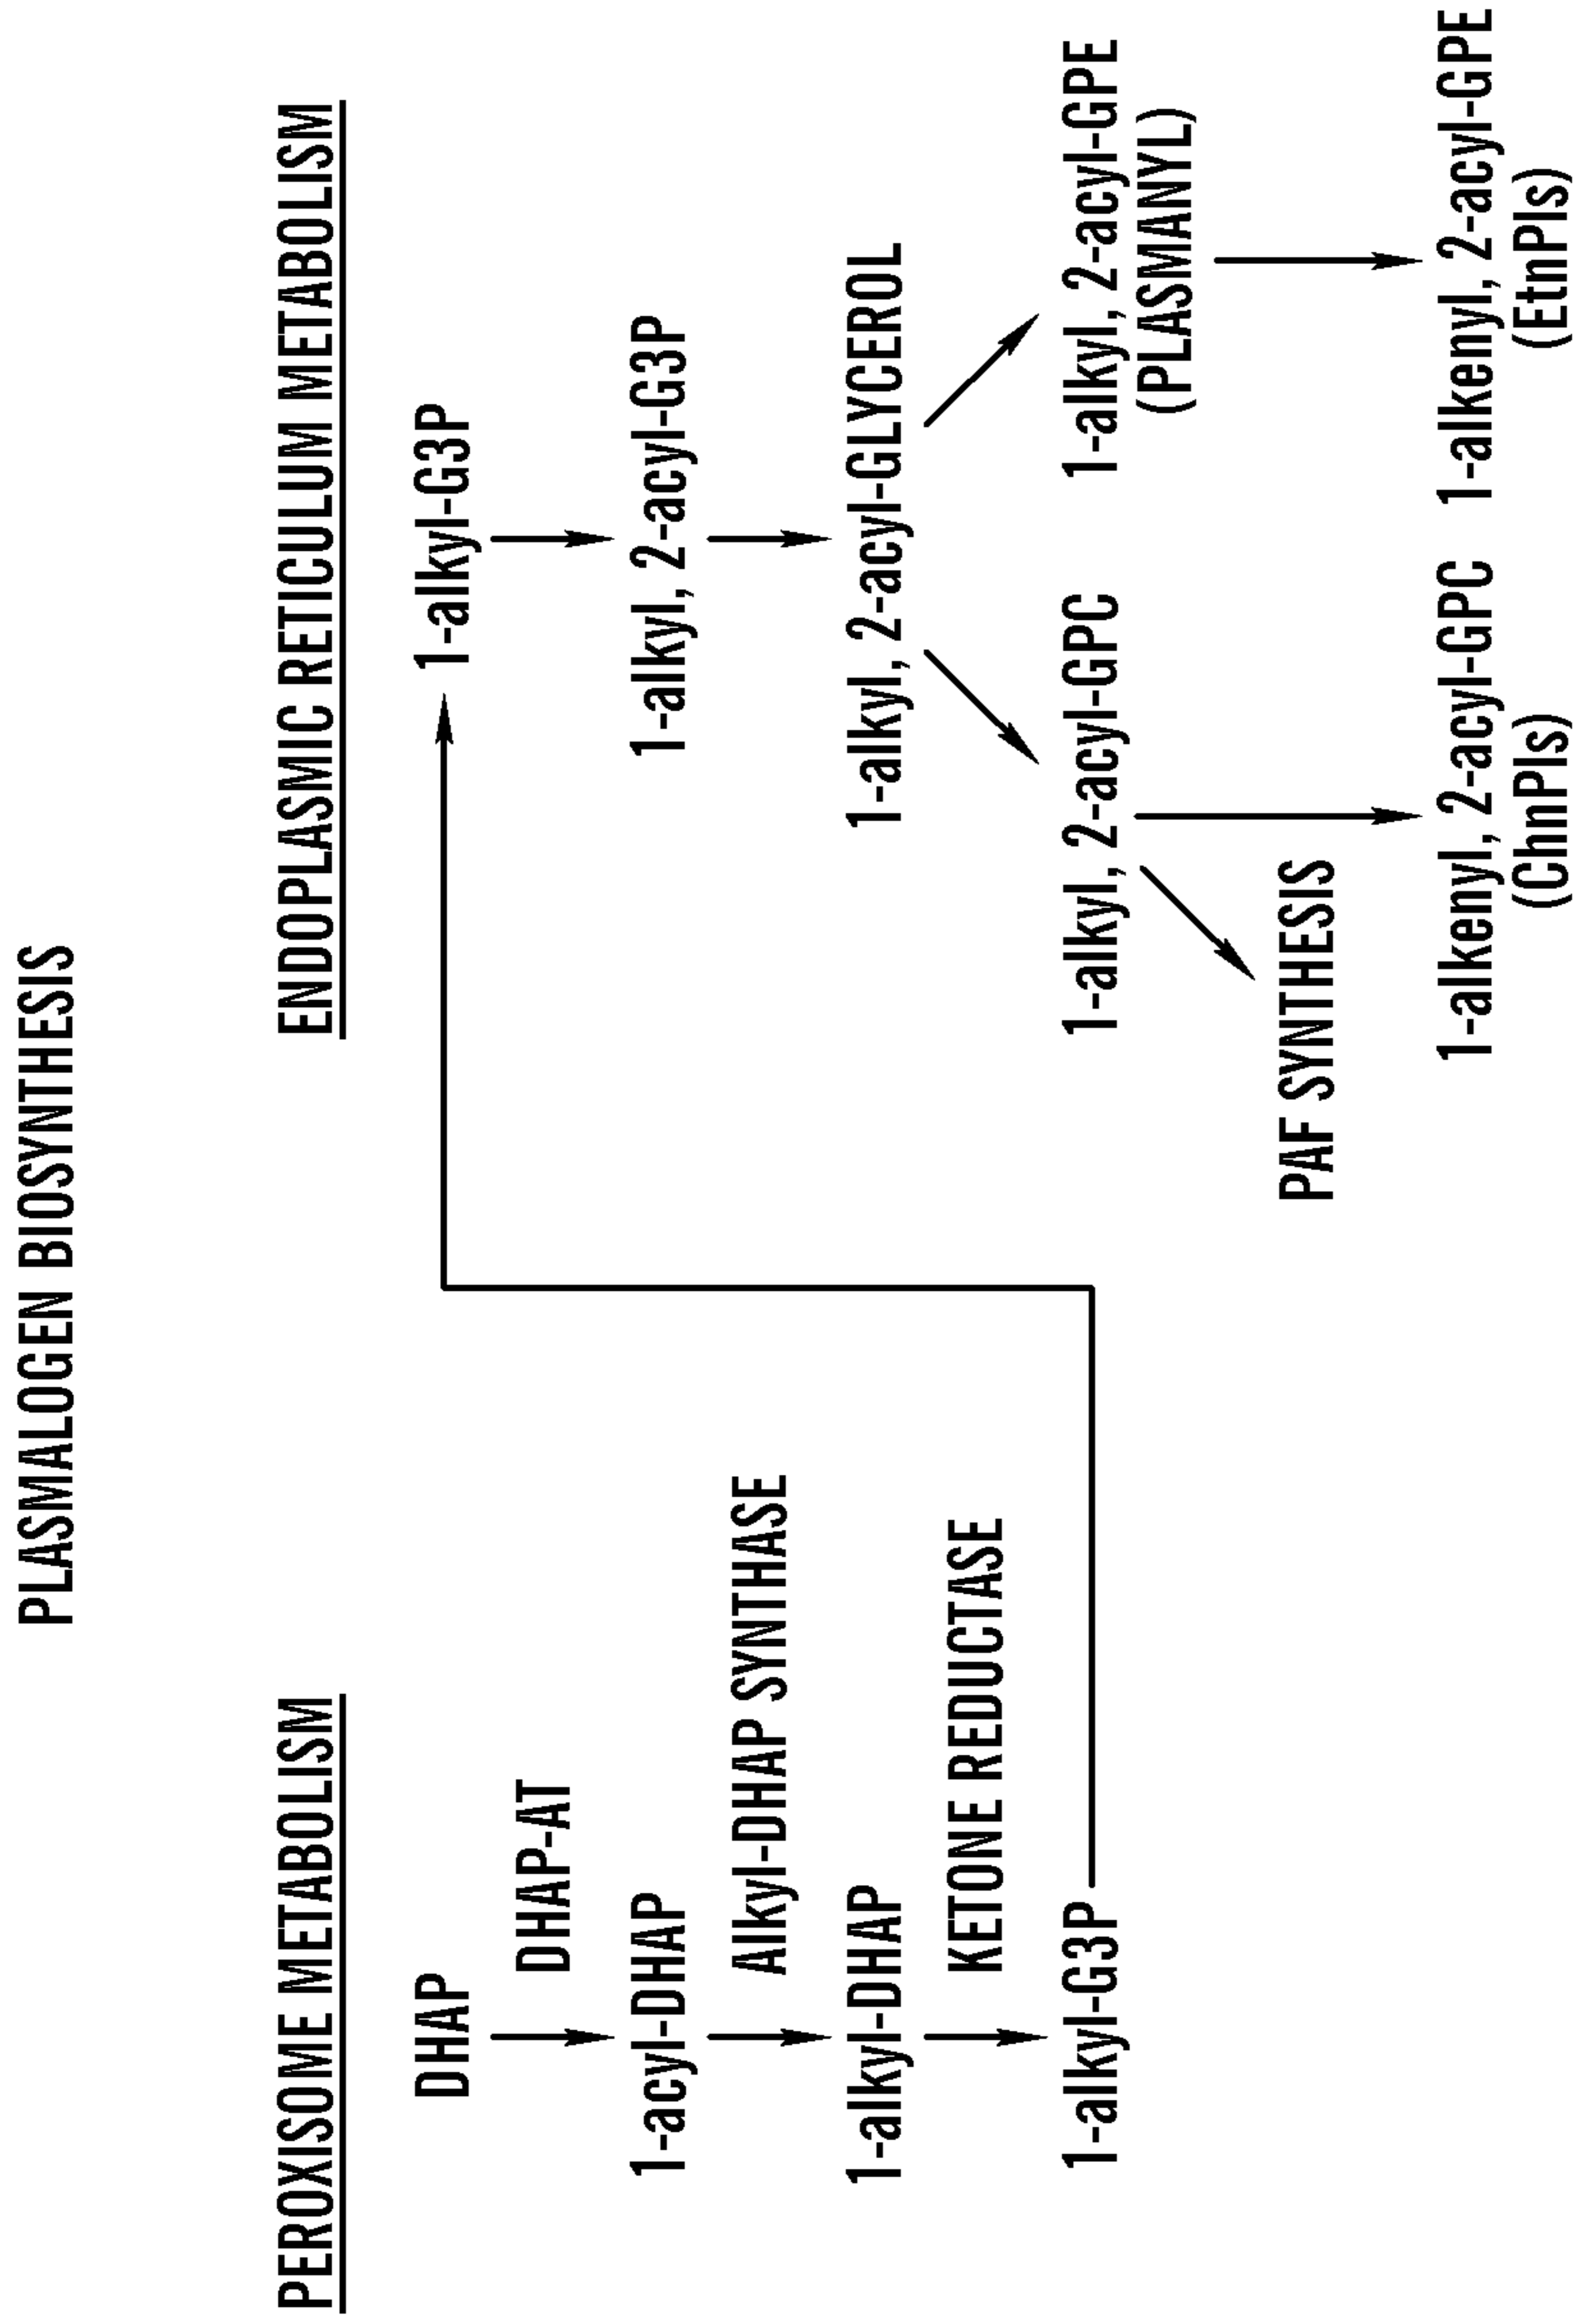 PLASMALOGEN BIOSYNTHESIS
PEROXISOME METABOLISM
DHAP
DHAP-AT
1-acyl-DHAP
Alkyl-DHAP SYNTHASE
1-alkyl-DHAP
KETONE REDUCTASE
1-alkyl-G3P
ENDOPLASMIC RETICULUM METABOLISM
1-alkyl-G3P
1-alkyl, 2-acyl-G3P
1-alkyl, 2-acyl-GLYCEROL
1-alkyl, 2-acyl-GPC
1-alkyl, 2-acyl-GPE
(PLASMANYL)
PAF SYNTHESIS
1-alkenyl, 2-acyl-GPC
(ChnPls)
1-alkenyl, 2-acyl-GPE
(EtnPls)